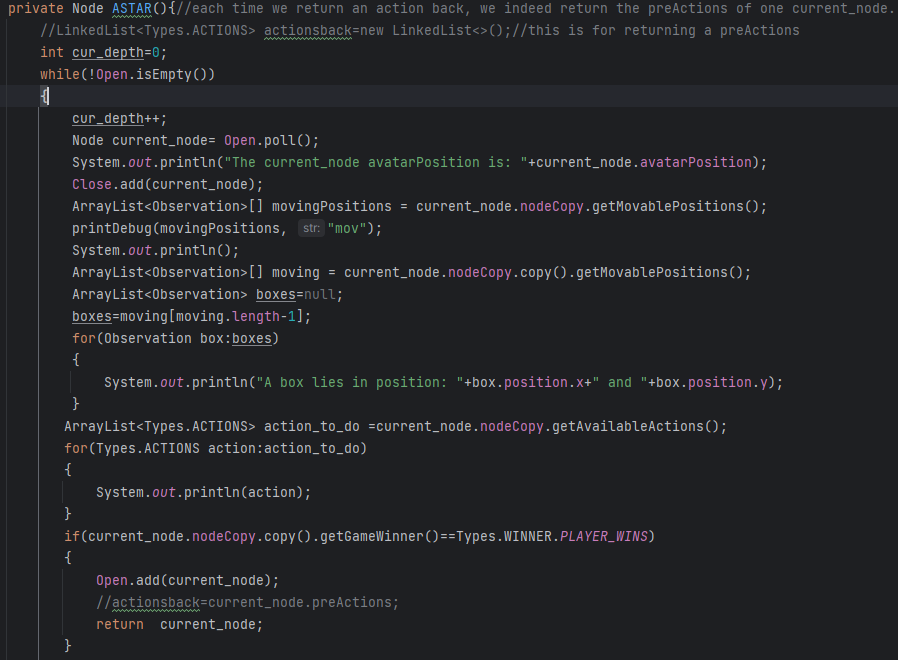 private Node ASTAR(){//each time we return an action back, we indeed return the preActions of one current_node.
//LinkedList<Types.ACTIONS> actionsback=new LinkedList<>();//this is for returning a preActions
int cur_depth=0;
while(!Open.isEmpty())
{
cur_depth++;
Node current_node= Open.poll();
System.out.println("The current_node avatarPosition is: "+current_node.avatarPosition);
Close.add(current_node);
ArrayList<Observation>[] movingPositions = current_node.nodeCopy.getMovablePositions();
printDebug(movingPositions, str: "mov");
System.out.println();
ArrayList<Observation>[] moving = current_node.nodeCopy.copy().getMovablePositions();
ArrayList<Observation> boxes=null;
boxes=moving[moving.length-1];
for(Observation box:boxes)
{
System.out.println("A box lies in position: "+box.position.x+" and "+box.position.y);
}
ArrayList<Types.ACTIONS> action_to_do =current_node.nodeCopy.getAvailableActions();
for(Types.ACTIONS action:action_to_do)
{
System.out.println(action);
}
if(current_node.nodeCopy.copy().getGameWinner()==Types.WINNER.PLAYER_WINS)
{
Open.add(current_node);
//actionsback=current_node.preActions;
return  current_node;
}